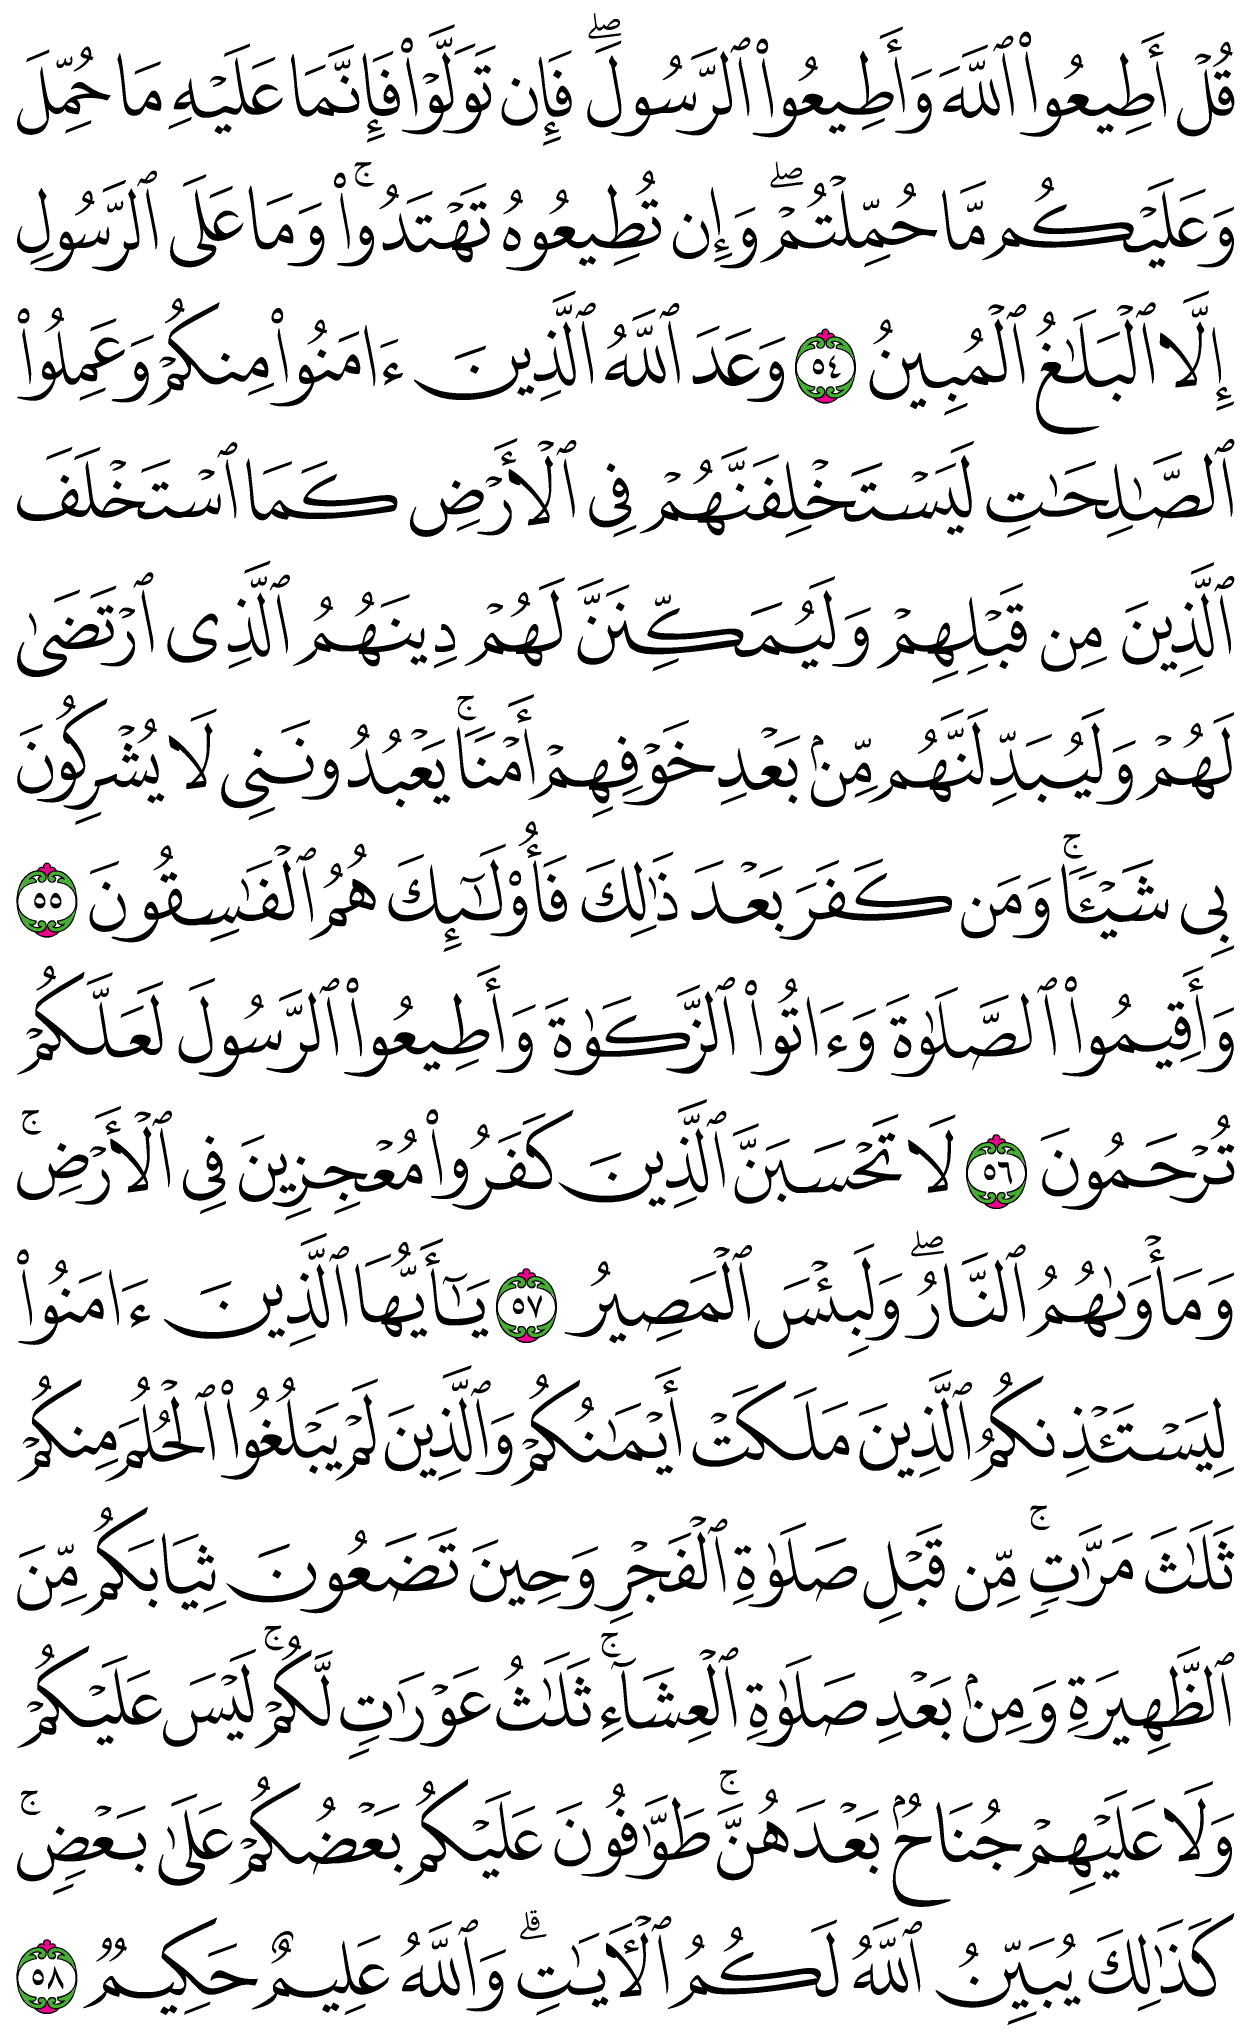 قُلۡ أَطِيعُواْ ٱللَّهَ وَأَطِيعُواْ ٱلرَّسُولَۖ فَإِن تَوَلَّوۡاْ فَإِنَّمَا عَلَيۡهِ مَا حُمِّلَ
وَعَلَيۡكُم مَّا حُمِّلۡتُمۡۖ وَإِن تُطِيعُوهُ تَهۡتَدُواْۚ وَمَا عَلَى ٱلرَّسُولِ
إِلَّا ٱلۡبَلَٰغُ ٱلۡمُبِينُ ٥٤ وَعَدَ ٱللَّهُ ٱلَّذِينَ ءَامَنُواْ مِنكُمۡ وَعَمِلُواْ
ٱلصَّٰلِحَٰتِ لَيَسۡتَخۡلِفَنَّهُمۡ فِي ٱلۡأَرۡضِ كَمَا ٱسۡتَخۡلَفَ
ٱلَّذِينَ مِن قَبۡلِهِمۡ وَلَيُمَكِّنَنَّ لَهُمۡ دِينَهُمُ ٱلَّذِي ٱرۡتَضَىٰ
لَهُمۡ وَلَيُبَدِّلَنَّهُم مِّنۢ بَعۡدِ خَوۡفِهِمۡ أَمۡنٗاۚ يَعۡبُدُونَنِي لَا يُشۡرِكُونَ
بِي شَيۡـٔٗاۚ وَمَن كَفَرَ بَعۡدَ ذَٰلِكَ فَأُوْلَٰٓئِكَ هُمُ ٱلۡفَٰسِقُونَ ٥٥
وَأَقِيمُواْ ٱلصَّلَوٰةَ وَءَاتُواْ ٱلزَّكَوٰةَ وَأَطِيعُواْ ٱلرَّسُولَ لَعَلَّكُمۡ
تُرۡحَمُونَ ٥٦ لَا تَحۡسَبَنَّ ٱلَّذِينَ كَفَرُواْ مُعۡجِزِينَ فِي ٱلۡأَرۡضِۚ
وَمَأۡوَىٰهُمُ ٱلنَّارُۖ وَلَبِئۡسَ ٱلۡمَصِيرُ ٥٧ يَٰٓأَيُّهَا ٱلَّذِينَ ءَامَنُواْ
لِيَسۡتَـٔۡذِنكُمُ ٱلَّذِينَ مَلَكَتۡ أَيۡمَٰنُكُمۡ وَٱلَّذِينَ لَمۡ يَبۡلُغُواْ ٱلۡحُلُمَ مِنكُمۡ
ثَلَٰثَ مَرَّٰتٖۚ مِّن قَبۡلِ صَلَوٰةِ ٱلۡفَجۡرِ وَحِينَ تَضَعُونَ ثِيَابَكُم مِّنَ
ٱلظَّهِيرَةِ وَمِنۢ بَعۡدِ صَلَوٰةِ ٱلۡعِشَآءِۚ ثَلَٰثُ عَوۡرَٰتٖ لَّكُمۡۚ لَيۡسَ عَلَيۡكُمۡ
وَلَا عَلَيۡهِمۡ جُنَاحُۢ بَعۡدَهُنَّۚ طَوَّٰفُونَ عَلَيۡكُم بَعۡضُكُمۡ عَلَىٰ بَعۡضٖۚ
كَذَٰلِكَ يُبَيِّنُ ٱللَّهُ لَكُمُ ٱلۡأٓيَٰتِۗ وَٱللَّهُ عَلِيمٌ حَكِيمٞ ٥٨